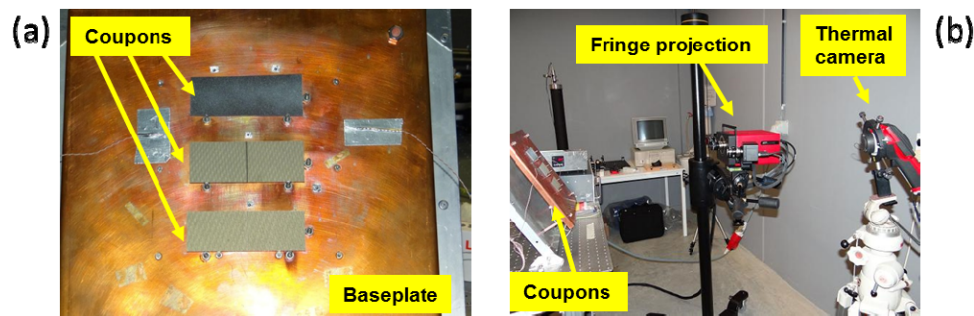 (a)
Coupons
Baseplate
Fringe projection
Thermal
camera
(b)
Coupons